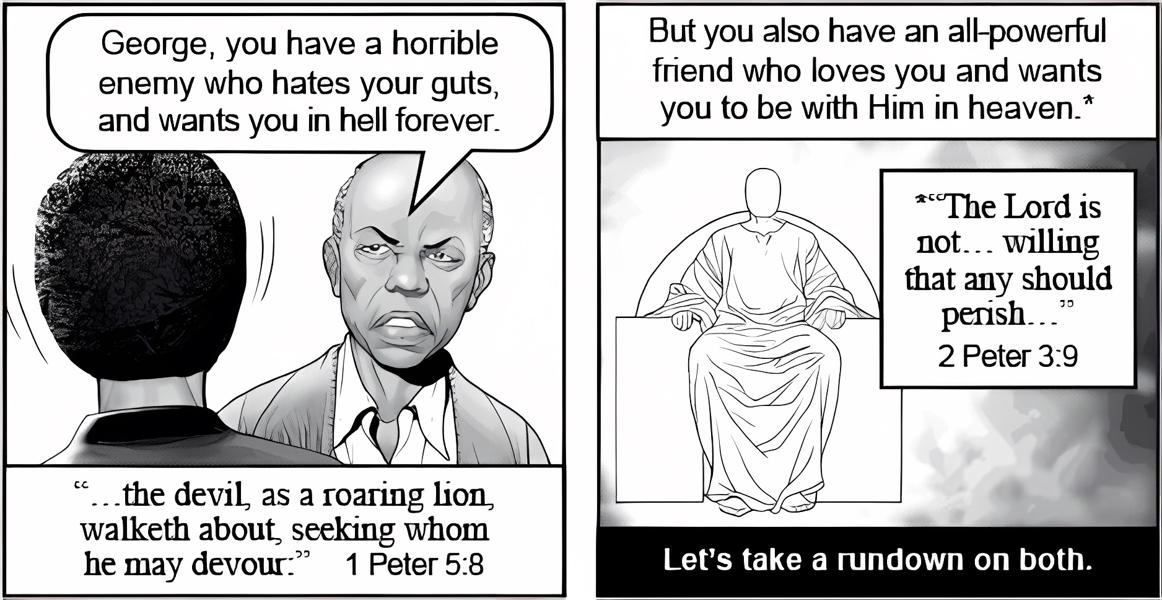 George, you have a horrible
enemy who hates your guts,
and wants you in hell forever.
“...the devil, as a roaring lion,
walketh about, seeking whom
he may devour:” 1 Peter 5:8
But you also have an all-powerful
friend who loves you and wants
you to be with Him in heaven.*
*“The Lord is
not... willing
that any should
perish...”
2 Peter 3:9
Let's take a rundown on both.